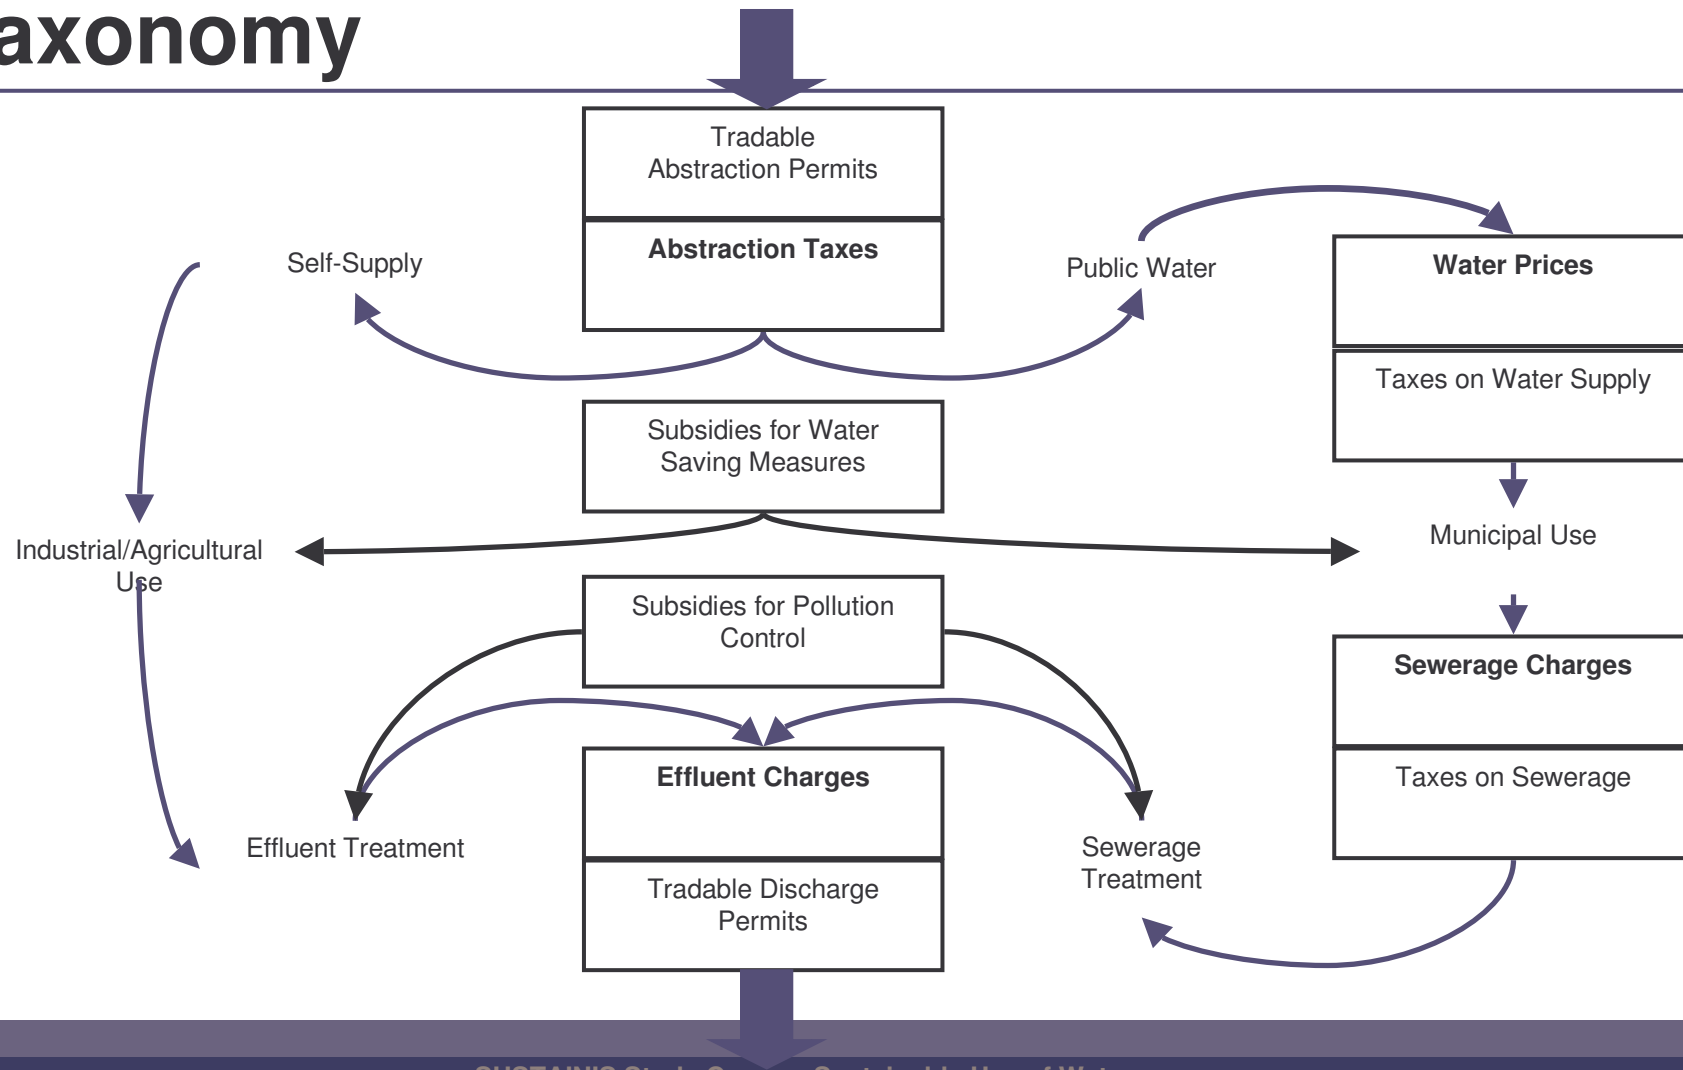 axonomy
Tradable
Abstraction Permits
Abstraction Taxes
Self-Supply
Public Water
Water Prices
Taxes on Water Supply
Subsidies for Water
Saving Measures
Industrial/Agricultural
Use
Municipal Use
Subsidies for Pollution
Control
Sewerage Charges
Effluent Charges
Taxes on Sewerage
Effluent Treatment
Sewerage
Treatment
Tradable Discharge
Permits